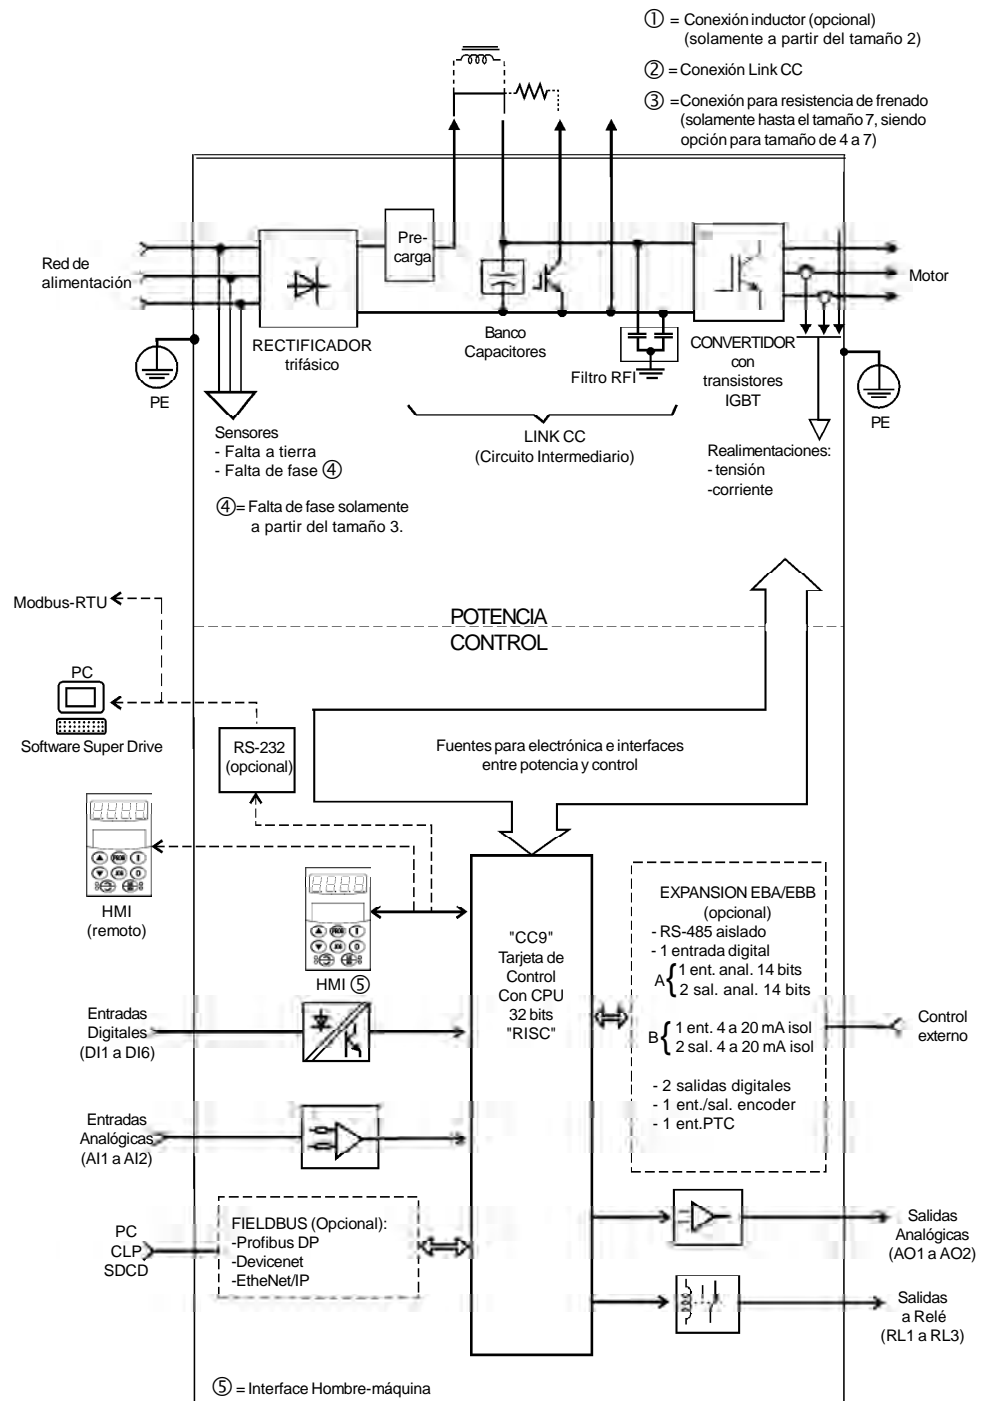 ① = Conexión inductor (opcional)
(solamente a partir del tamaño 2)
② = Conexión Link CC
③ = Conexión para resistencia de frenado
(solamente hasta el tamaño 7, siendo
opción para tamaño de 4 a 7)
Pre-
carga
Red de
alimentación
Motor
RECTIFICADOR
trifásico
Banco
Capacitores
Filtro RFI
CONVERTIDOR
con
transistores
IGBT
PE
PE
Sensores
- Falta a tierra
- Falta de fase ④
LINK CC
(Circuito Intermediario)
Realimentaciones:
- tensión
-corriente
④ = Falta de fase solamente
a partir del tamaño 3.
Modbus-RTU
POTENCIA
CONTROL
PC
Software Super Drive
RS-232
(opcional)
Fuentes para electrónica e interfaces
entre potencia y control
PROG
JOG
HMI
(remoto)
PROG
JOG
HMI ⑤
"CC9"
Tarjeta de
Control
Con CPU
32 bits
"RISC"
EXPANSION EBA/EBB
(opcional)
- RS-485 aislado
- 1 entrada digital
A { 1 ent. anal. 14 bits
2 sal. anal. 14 bits
B { 1 ent. 4 a 20 mA isol
2 sal. 4 a 20 mA isol
- 2 salidas digitales
- 1 ent./sal. encoder
- 1 ent.PTC
Control
externo
Entradas
Digitales
(DI1 a DI6)
Entradas
Analógicas
(AI1 a AI2)
PC
CLP
SDCD
FIELDBUS (Opcional):
-Profibus DP
-Devicenet
-EtheNet/IP
Salidas
Analógicas
(AO1 a AO2)
Salidas
a Relé
(RL1 a RL3)
⑤ = Interface Hombre-máquina